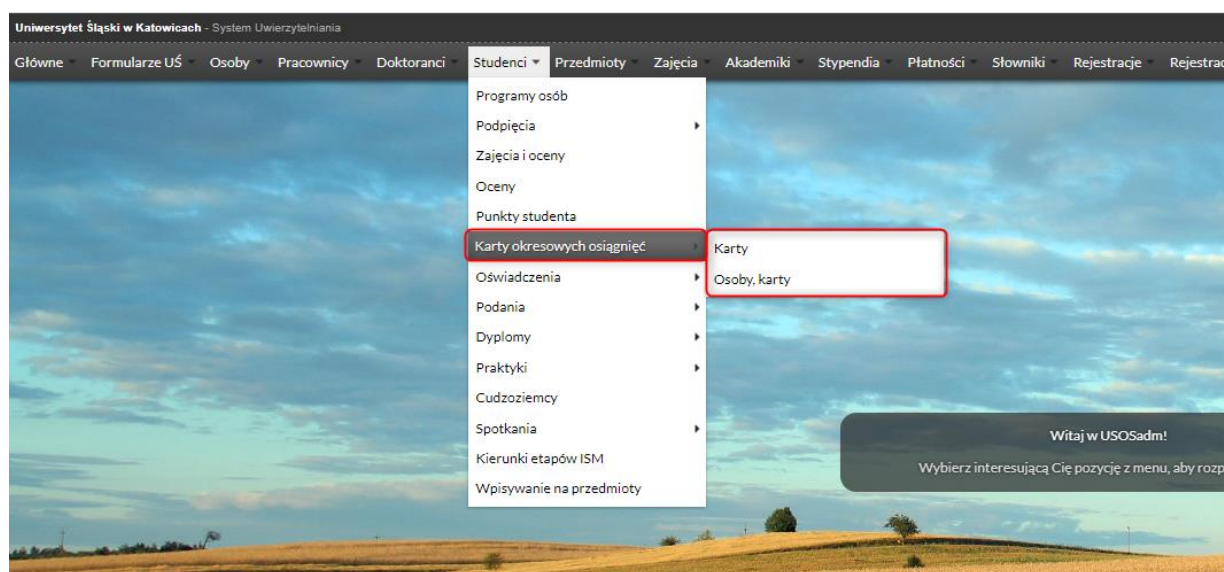 Uniwersytet Śląski w Katowicach - System Uwierzytelniania
Główne Formularze UŚ Osoby Pracownicy Doktoranci Studenci Przedmioty Zajęcia Akademiki Stypendia Płatności Słowniki Rejestracje Rejestrac
Programy osób
Podpięcia
Zajęcia i oceny
Oceny
Punkty studenta
Karty okresowych osiągnięć
Karty
Osoby, karty
Oświadczenia
Podania
Dyplomy
Praktyki
Cudzoziemcy
Spotkania
Kierunki etapów ISM
Wpisywanie na przedmioty
Witaj w USOSadm!
Wybierz interesującą Cię pozycję z menu, aby rozp